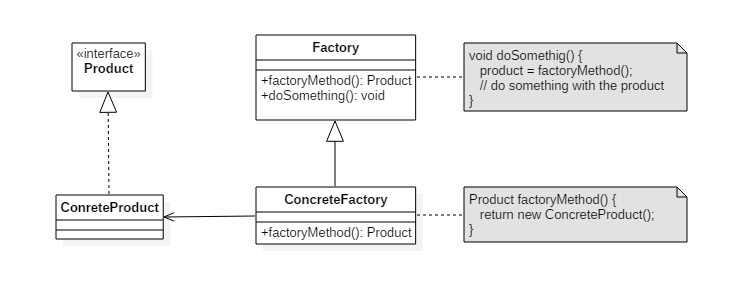 «interface»
Product
Factory
+factoryMethod(): Product
+doSomething(): void
void doSomethig() {
product = factoryMethod();
// do something with the product
}
ConreteProduct
ConcreteFactory
+factoryMethod(): Product
Product factoryMethod() {
return new ConcreteProduct();
}